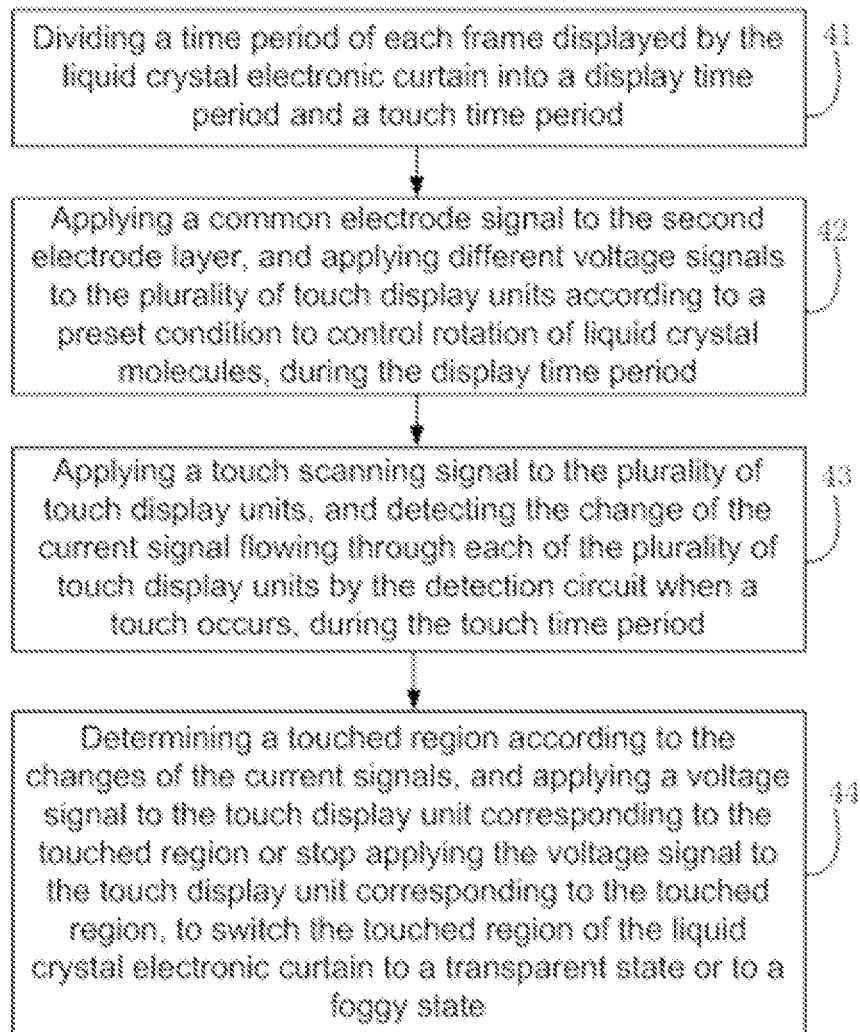 Dividing a time period of each frame displayed by the
liquid crystal electronic curtain into a display time
period and a touch time period
41
Applying a common electrode signal to the second
electrode layer, and applying different voltage signals
to the plurality of touch display units according to a
preset condition to control rotation of liquid crystal
molecules, during the display time period
42
Applying a touch scanning signal to the plurality of
touch display units, and detecting the change of the
current signal flowing through each of the plurality of
touch display units by the detection circuit when a
touch occurs, during the touch time period
43
Determining a touched region according to the
changes of the current signals, and applying a voltage
signal to the touch display unit corresponding to the
touched region or stop applying the voltage signal to
the touch display unit corresponding to the touched
region, to switch the touched region of the liquid
crystal electronic curtain to a transparent state or to a
foggy state
44